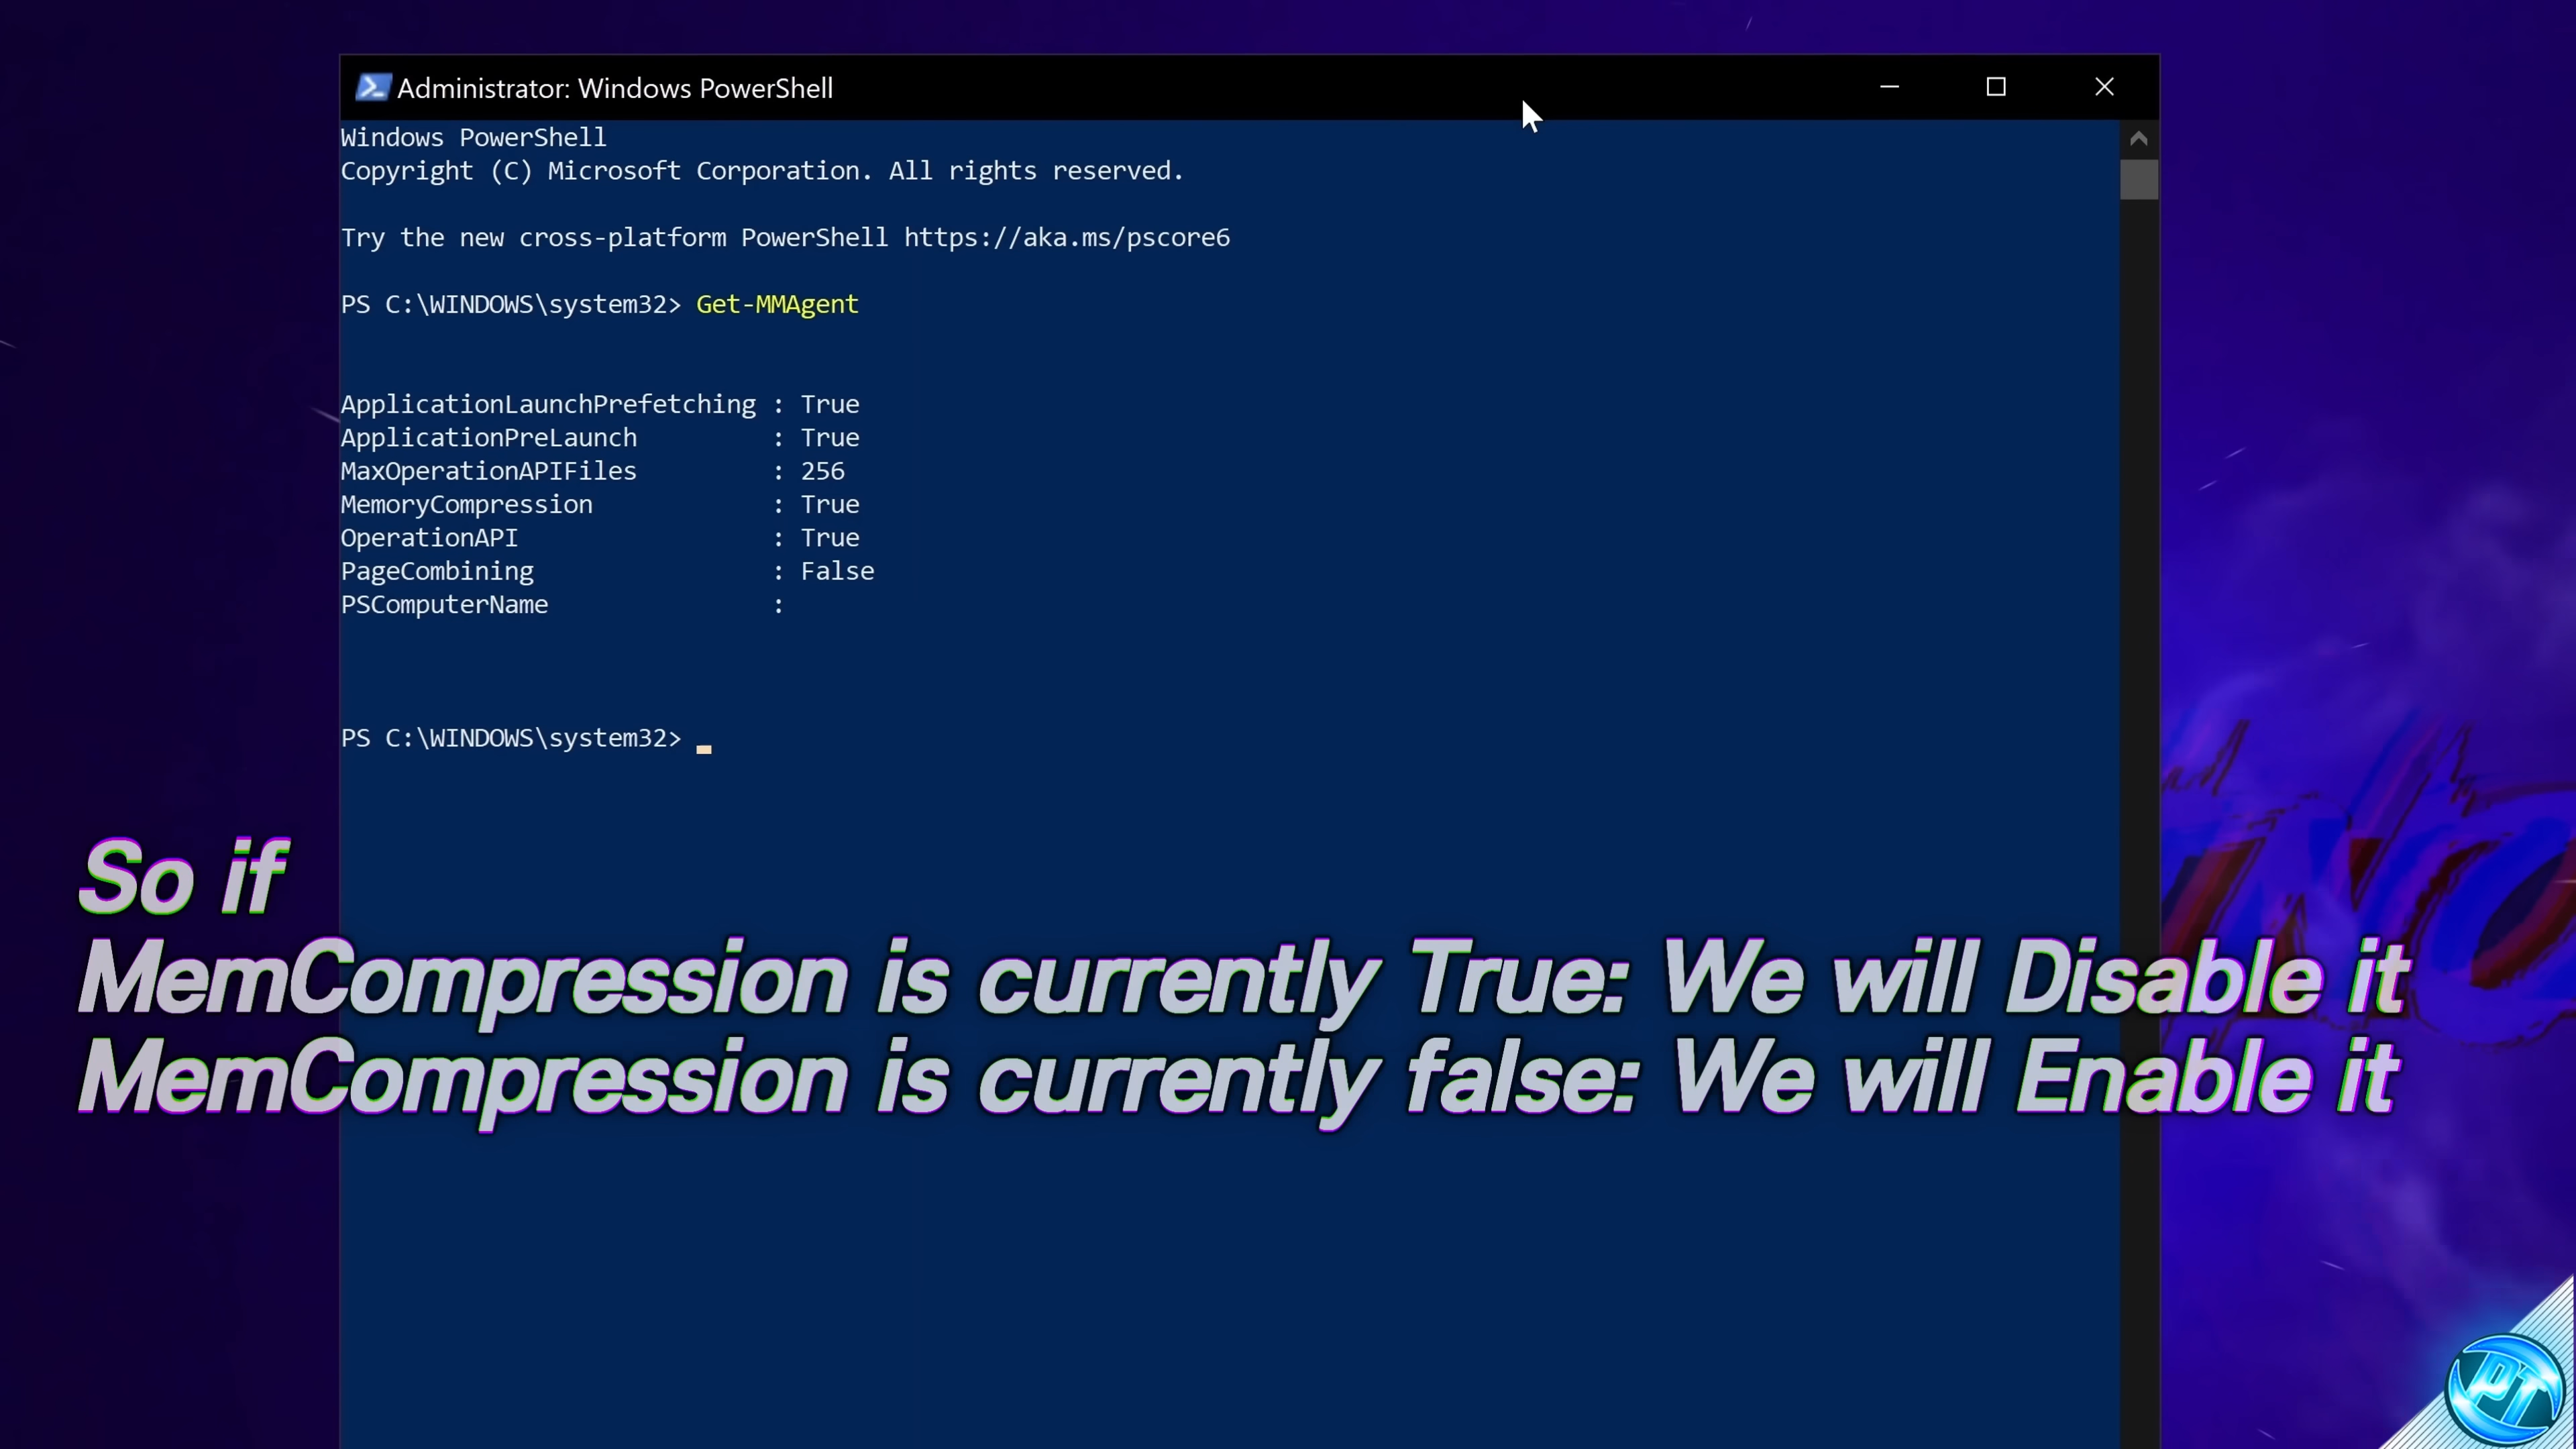 Administrator: Windows PowerShell
Windows PowerShell
Copyright (C) Microsoft Corporation. All rights reserved.
Try the new cross-platform PowerShell https://aka.ms/pscore6
PS C:\WINDOWS\system32> Get-MMAgent
ApplicationLaunchPrefetching : True
ApplicationPreLaunch : True
MaxOperationAPIFiles : 256
MemoryCompression : True
OperationAPI : True
PageCombining : False
PSComputerName :
PS C:\WINDOWS\system32>
So if
MemCompression is currently True: We will Disable it
MemCompression is currently false: We will Enable it
PT